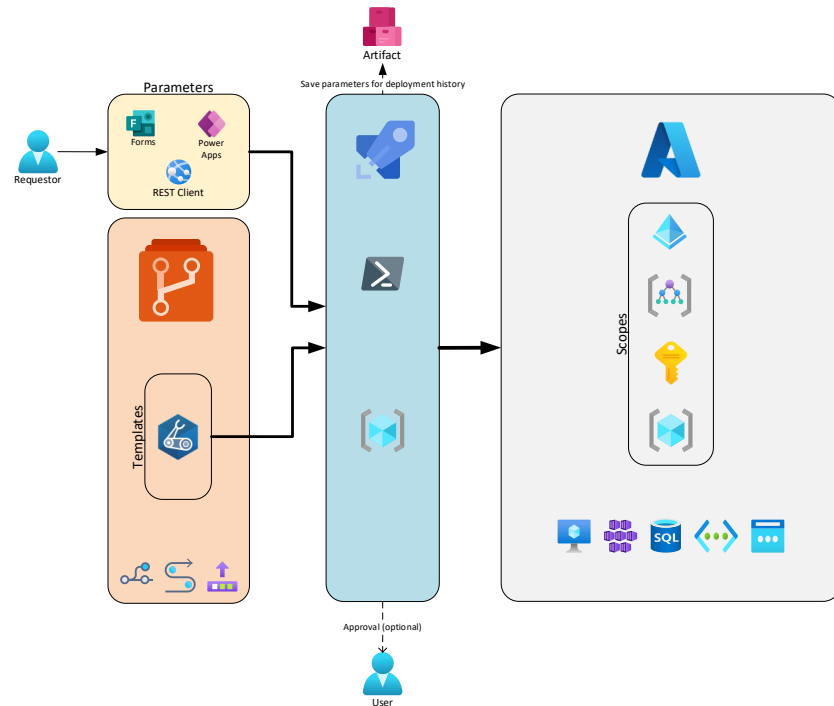 Artifact
Save parameters for deployment history
Parameters
Forms
Power
Apps
REST Client
Requestor
Templates
Scopes
SQL
Approval (optional)
User